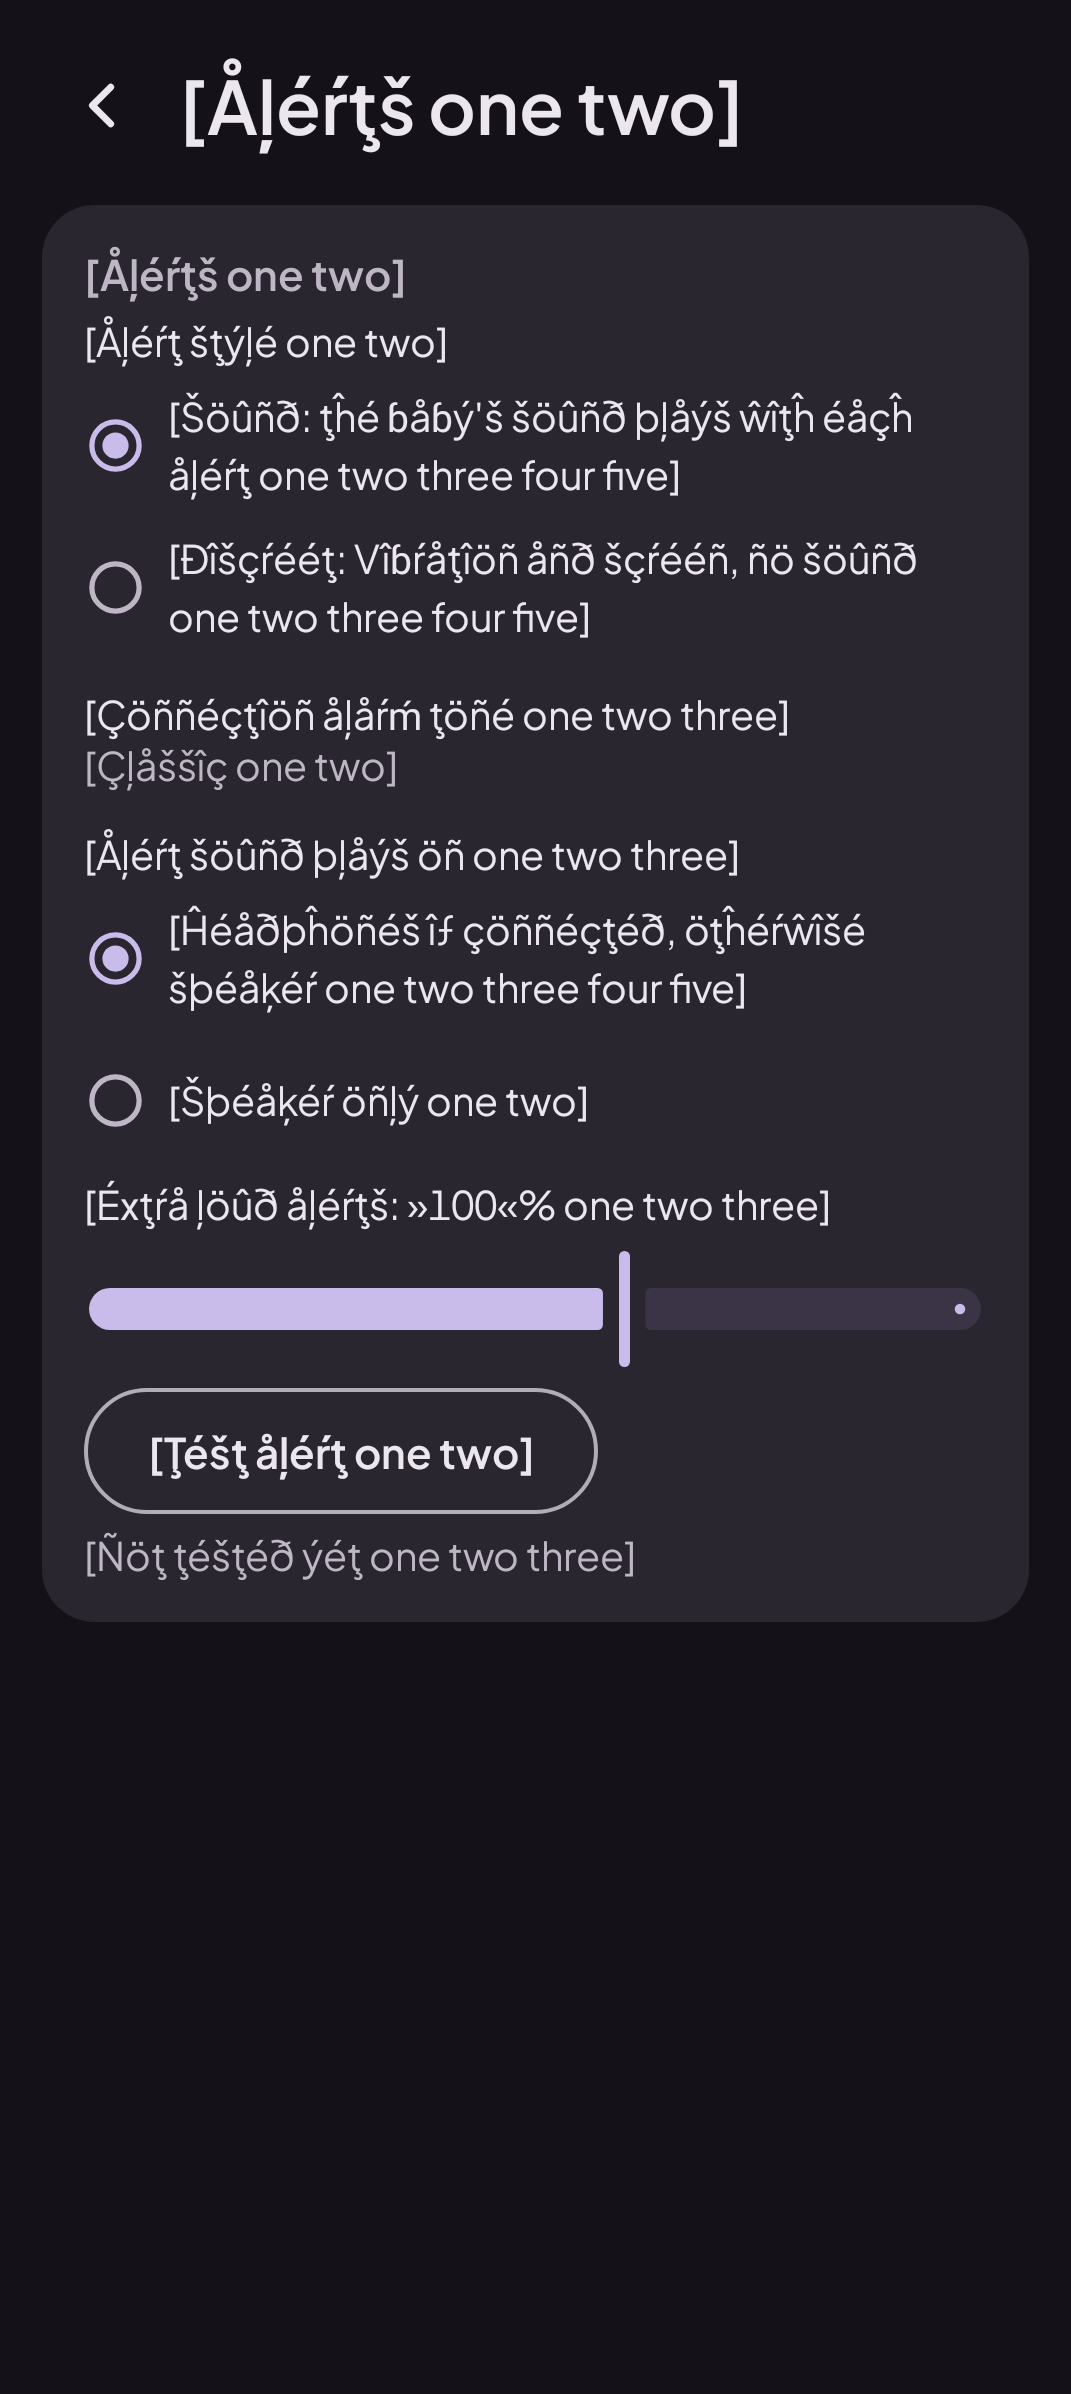 [Åļéŕţš one two]
[Åļéŕţš one two]
[Åļéŕţ šţýļé one two]
[Šöûñð: ţĥé ƀåƀý'š šöûñð þļåýš ŵîţĥ éåçĥ
åļéŕţ one two three four five]
[Ðîšçŕééţ: Vîƀŕåţîöñ åñð šçŕééñ, ñö šöûñð
one two three four five]
[Çöññéçţîöñ åļåŕḿ ţöñé one two three]
[Çļåššîç one two]
[Åļéŕţ šöûñð þļåýš öñ one two three]
[Ĥéåðþĥöñéš îƒ çöññéçţéð, öţĥéŕŵîšé
šþéåķéŕ one two three four five]
[Šþéåķéŕ öñļý one two]
[Éxţŕå ļöûð åļéŕţš: »100«% one two three]
[Ţéšţ åļéŕţ one two]
[Ñöţ ţéšţéð ýéţ one two three]